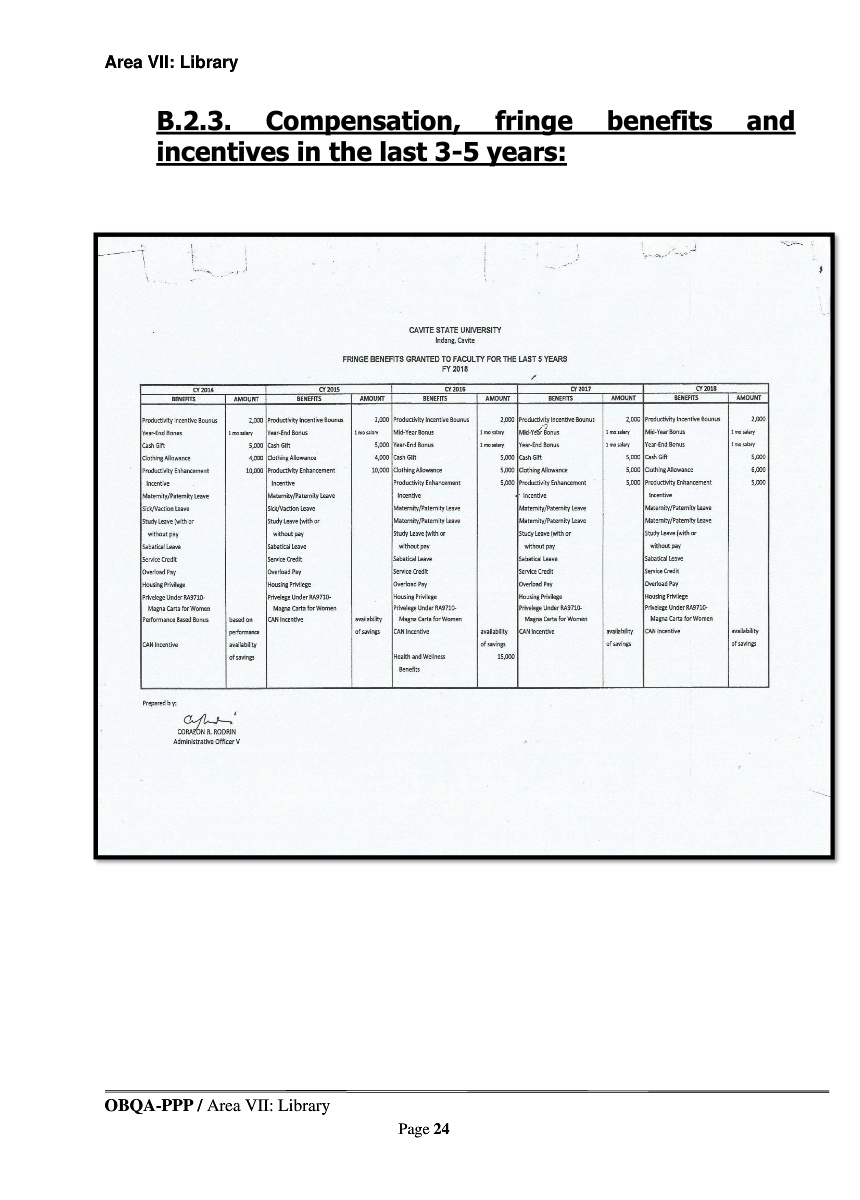 Area VII: Library
B.2.3. Compensation, fringe benefits and
incentives in the last 3-5 years:
CAVITE STATE UNIVERSITY
Indang, Cavite
FRINGE BENEFITS GRANTED TO FACULTY FOR THE LAST 5 YEARS
FY 2018
CY 2014 CY 2015 CY 2016 CY 2017 CY 2018
BENEFITS AMOUNT BENEFITS AMOUNT BENEFITS AMOUNT BENEFITS AMOUNT BENEFITS AMOUNT
Productivity Incentive Bounus 2,000 Productivity Incentive Bounus 2,000 Productivity Incentive Bounus 2,000 Productivity Incentive Bounus 2,000 Productivity Incentive Bounus 2,000
Year-End Bonus 1 mo salary Year-End Bonus 1 mo salary Mid-Year Bonus 1 mo salary Mid-Year Bonus 1 mo salary Mid-Year Bonus 1 mo salary
Cash Gift 5,000 Cash Gift 5,000 Year-End Bonus 1 mo salary Year-End Bonus 1 mo salary Year-End Bonus 1 mo salary
Clothing Allowance 4,000 Clothing Allowance 4,000 Cash Gift 5,000 Cash Gift 5,000 Cash Gift 5,000
Productivity Enhancement 10,000 Productivity Enhancement 10,000 Clothing Allowance 5,000 Clothing Allowance 5,000 Clothing Allowance 6,000
Incentive Incentive Productivity Enhancement 5,000 Productivity Enhancement 5,000 Productivity Enhancement 5,000
Maternity/Paternity Leave Maternity/Paternity Leave Incentive Incentive Incentive
Sick/Vaction Leave Sick/Vaction Leave Maternity/Paternity Leave Maternity/Paternity Leave Maternity/Paternity Leave
Study Leave (with or Study Leave (with or Maternity/Paternity Leave Maternity/Paternity Leave Maternity/Paternity Leave
without pay without pay Study Leave (with or Study Leave (with or Study Leave (with or
Sabatical Leave Sabatical Leave without pay without pay without pay
Service Credit Service Credit Sabatical Leave Sabatical Leave Sabatical Leave
Overload Pay Overload Pay Service Credit Service Credit Service Credit
Housing Privilege Housing Privilege Overload Pay Overload Pay Overload Pay
Privelege Under RA9710- Privelege Under RA9710- Housing Privilege Housing Privilege Housing Privilege
Magna Carta for Women Magna Carta for Women Privelege Under RA9710- Privelege Under RA9710- Privelege Under RA9710-
Performance Based Bonus based on CAN Incentive availability Magna Carta for Women Magna Carta for Women Magna Carta for Women
performance of savings CAN Incentive availability CAN Incentive availability CAN Incentive availability
CAN Incentive availability of savings of savings of savings
of savings Health and Wellness 15,000
Benefits
Prepared by:
CORAZON R. RODRIN
Administrative Officer V
OBQA-PPP / Area VII: Library
Page 24